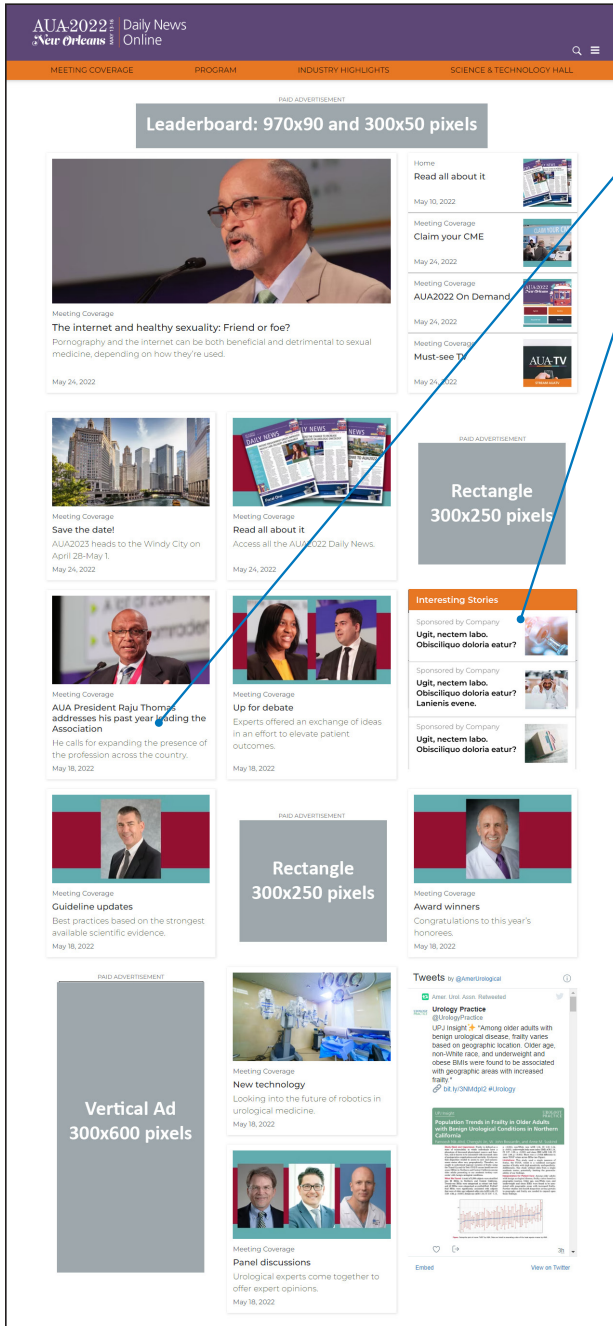 AUA2022 MAY 13-16 Daily News
New Orleans Online
MEETING COVERAGE PROGRAM INDUSTRY HIGHLIGHTS SCIENCE & TECHNOLOGY HALL
PAID ADVERTISEMENT
Leaderboard: 970x90 and 300x50 pixels
Meeting Coverage
The internet and healthy sexuality: Friend or foe?
Pornography and the internet can be both beneficial and detrimental to sexual
medicine, depending on how they're used.
May 24, 2022
Home
Read all about it
May 10, 2022
Meeting Coverage
Claim your CME
May 24, 2022
CLAIM YOUR CME
Meeting Coverage
AUA2022 On Demand
May 24, 2022
AUA2022
New Orleans
Meeting Coverage
Must-see TV
May 24, 2022
AUA-TV
Meeting Coverage
Save the date!
AUA2023 heads to the Windy City on
April 28-May 1.
May 24, 2022
DAILY NEWS
Meeting Coverage
Read all about it
Access all the AUA2022 Daily News.
May 24, 2022
PAID ADVERTISEMENT
Rectangle
300x250 pixels
Meeting Coverage
AUA President Raju Thomas
addresses his past year leading the
Association
He calls for expanding the presence of
the profession across the country.
May 18, 2022
Meeting Coverage
Up for debate
Experts offered an exchange of ideas
in an effort to elevate patient
outcomes.
May 18, 2022
Interesting Stories
Sponsored by Company
Ugit, nectem labo.
Obisciliquo doloria eatur?
Sponsored by Company
Ugit, nectem labo.
Obisciliquo doloria eatur?
Lanienis evene.
Sponsored by Company
Ugit, nectem labo.
Obisciliquo doloria eatur?
Meeting Coverage
Guideline updates
Best practices based on the strongest
available scientific evidence.
May 18, 2022
PAID ADVERTISEMENT
Rectangle
300x250 pixels
Meeting Coverage
Award winners
Congratulations to this year's
honorees.
May 18, 2022
PAID ADVERTISEMENT
Vertical Ad
300x600 pixels
Meeting Coverage
New technology
Looking into the future of robotics in
urological medicine.
May 18, 2022
Meeting Coverage
Panel discussions
Urological experts come together to
offer expert opinions.
May 18, 2022
Tweets by @AmerUrological
Amer. Urol. Assn. Retweeted
Urology Practice
@UrologyPractice
UPJ Insight "Among older adults with
benign urological disease, frailty varies
based on geographic location. Older age,
non-White race, and underweight and
obese BMIs were found to be associated
with geographic areas with increased
frailty."
bit.ly/3NMdpI2 #Urology
Population Trends in Frailty in Older Adults
with Benign Urological Conditions in Northern
California
Embed View on Twitter